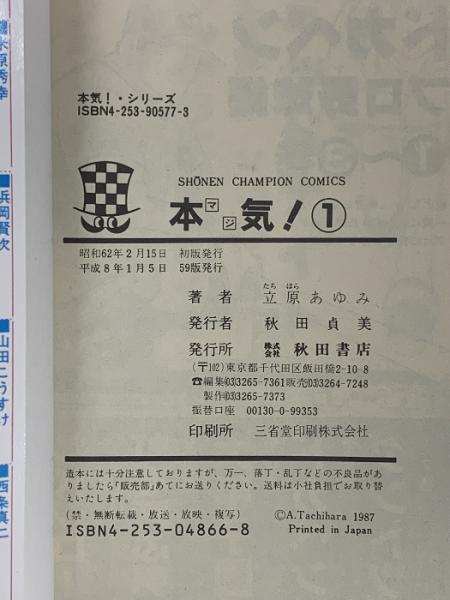 本気!・シリーズ
ISBN4-253-90577-3
SHŌNEN CHAMPION COMICS
本気!①
マジ
昭和62年2月15日 初版発行
平成8年1月5日 59版発行
たち はら
著者 立原あゆみ
発行者 秋田貞美
発行所 株式会社 秋田書店
(〒102)東京都千代田区飯田橋2-10-8
☎編集(03)3265-7361販売(03)3264-7248
製作(03)3265-7373
振替口座 00130-0-99353
印刷所 三省堂印刷株式会社
造本には十分注意しておりますが、万一、落丁・乱丁などの不良品があ
りましたら「販売部」あてにお送りください。送料は小社負担でお取り替
えいたします。
(禁・無断転載・放送・放映・複写)
ISBN4-253-04866-8
©A.Tachihara 1987
Printed in Japan
米原秀幸
■浜岡賢次
■山田こうすけ
■西条真二